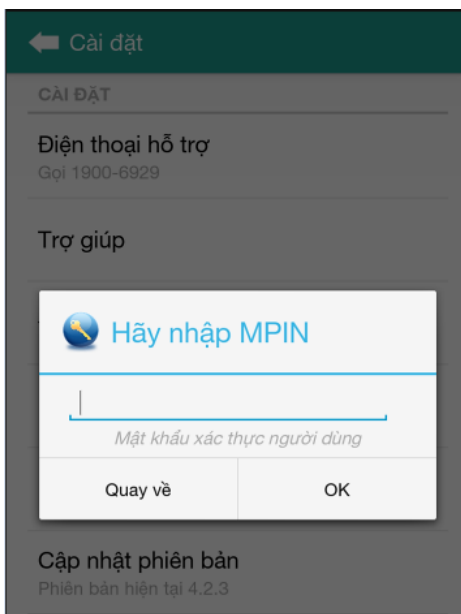 Cài đặt
CÀI ĐẶT
Điện thoại hỗ trợ
Gọi 1900-6929
Trợ giúp
Hãy nhập MPIN
Mật khẩu xác thực người dùng
Quay về OK
Cập nhật phiên bản
Phiên bản hiện tại 4.2.3